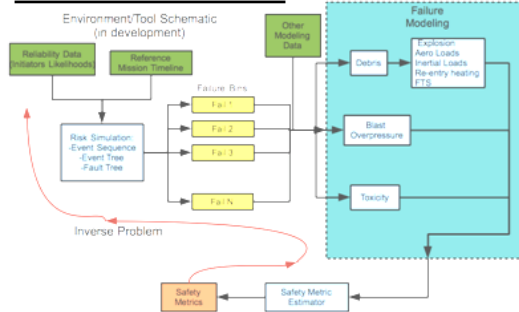 Environment/Tool Schematic
(in development)
Other
Modeling
Data
Failure
Modeling
Reliability Data
(Initiators Likelihoods)
Reference
Mission Timeline
Debris
Explosion
Aero Loads
Inertial Loads
Re-entry heating
FTS
Failure Bins
Fail 1
Fail 2
Fail 3
Fail N
Risk Simulation:
-Event Sequence
-Event Tree
-Fault Tree
Blast
Overpressure
Toxicity
Inverse Problem
Safety
Metrics
Safety Metric
Estimator